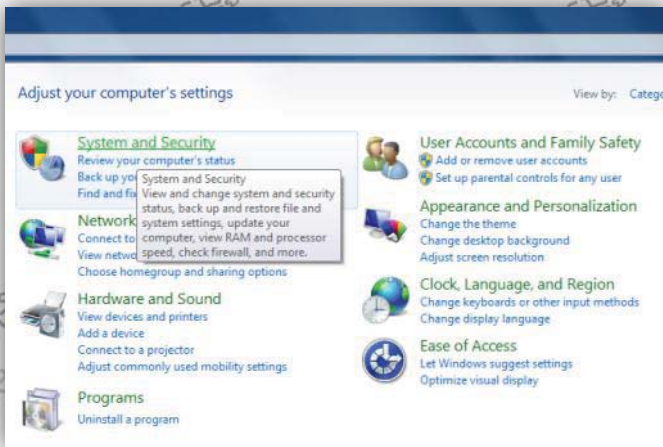 Adjust your computer's settings
View by: Catego
System and Security
Review your computer's status
Back up you
Find and fix
System and Security
View and change system and security
status, back up and restore file and
system settings, update your
computer, view RAM and processor
speed, check firewall, and more.
Network
Connect to
View netwo
Choose homegroup and sharing options
Hardware and Sound
View devices and printers
Add a device
Connect to a projector
Adjust commonly used mobility settings
Programs
Uninstall a program
User Accounts and Family Safety
Add or remove user accounts
Set up parental controls for any user
Appearance and Personalization
Change the theme
Change desktop background
Adjust screen resolution
Clock, Language, and Region
Change keyboards or other input methods
Change display language
Ease of Access
Let Windows suggest settings
Optimize visual display